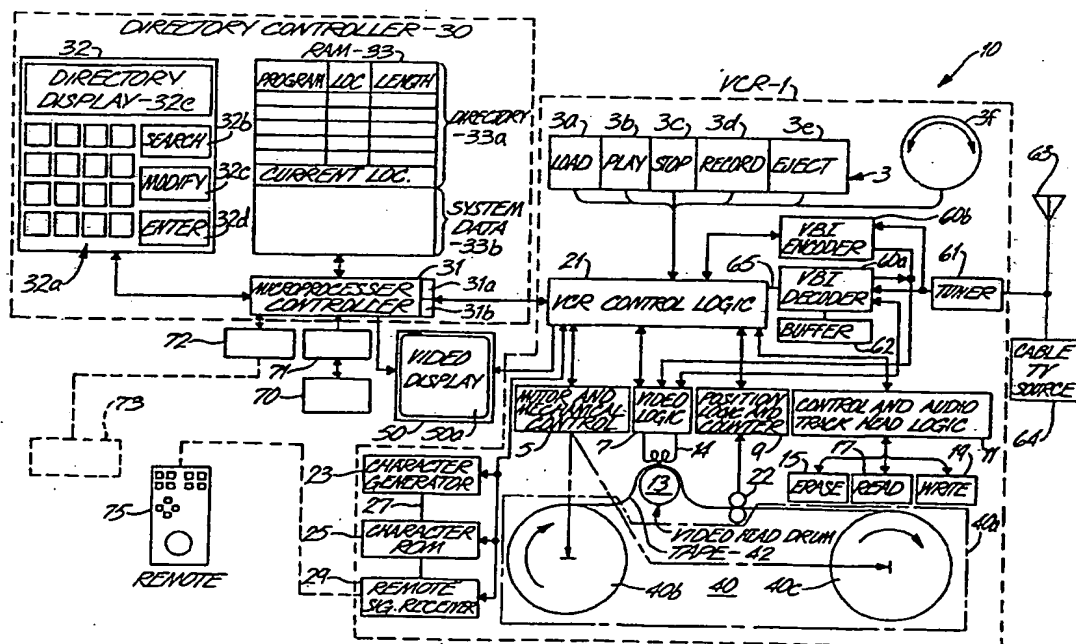 DIRECTORY CONTROLLER-30
32
DIRECTORY
DISPLAY-32e
32b
SEARCH
MODIFY
32c
ENTER
32d
32a
RAM-33
PROGRAM LOC LENGTH
DIRECTORY
-33a
CURRENT LOC.
SYSTEM
DATA
-33b
31
MICROPROCESSER
CONTROLLER
31a
31b
72
71
70
73
VIDEO
DISPLAY
50
50a
75
REMOTE
10
VCR-1
3a 3b 3c 3d 3e
LOAD PLAY STOP RECORD EJECT
3
3f
63
60b
VBI
ENCODER
65
60a
VBI
DECODER
BUFFER
62
61
TUNER
CABLE
TV
SOURCE
64
21
VCR CONTROL LOGIC
MOTOR AND
MECHANICAL
CONTROL
5
VIDEO
LOGIC
7
14
POSITION
LOGIC AND
COUNTER
9
CONTROL AND AUDIO
TRACK HEAD LOGIC
11
15 17 19
ERASE READ WRITE
13
22
VIDEO HEAD DRUM
TAPE-42
40a
40b
40
40c
23
CHARACTER
GENERATOR
27
25
CHARACTER
ROM
29
REMOTE
SIG. RECEIVER